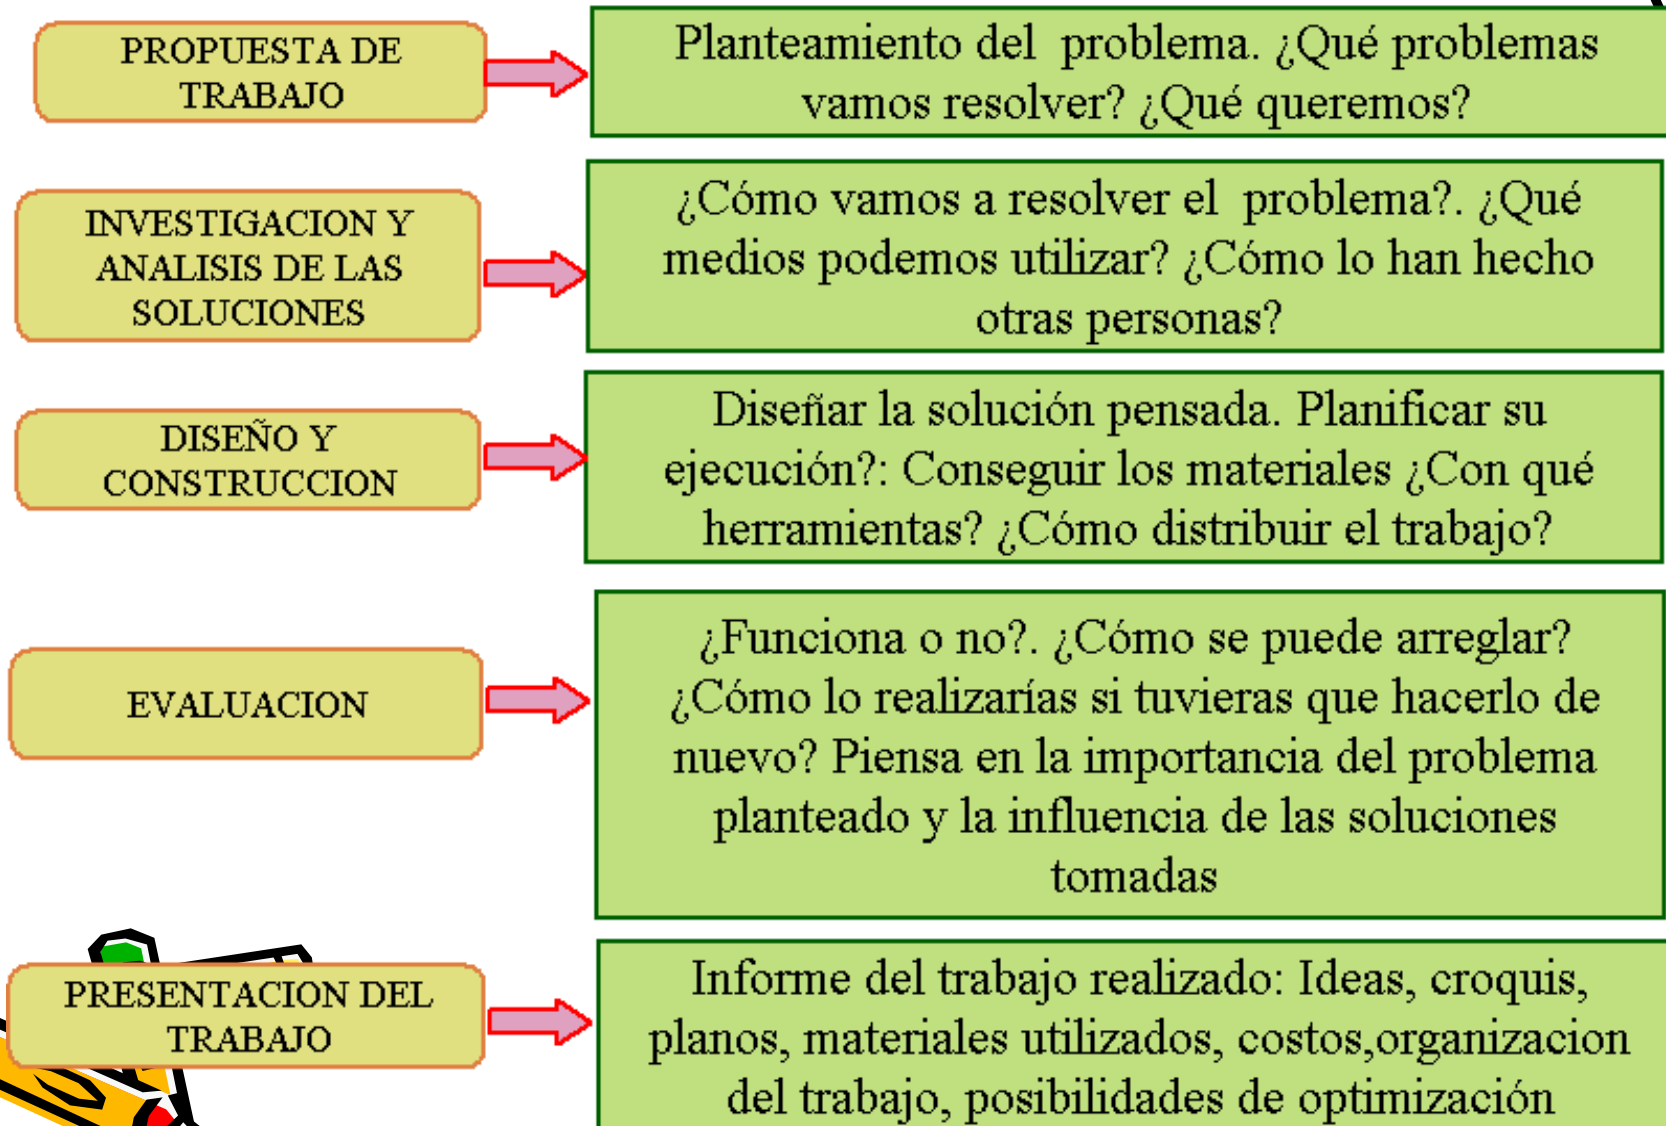 PROPUESTA DE
TRABAJO
Planteamiento del  problema. ¿Qué problemas
vamos resolver? ¿Qué queremos?
INVESTIGACION Y
ANALISIS DE LAS
SOLUCIONES
¿Cómo vamos a resolver el  problema?. ¿Qué
medios podemos utilizar? ¿Cómo lo han hecho
otras personas?
DISEÑO Y
CONSTRUCCION
Diseñar la solución pensada. Planificar su
ejecución?: Conseguir los materiales ¿Con qué
herramientas? ¿Cómo distribuir el trabajo?
EVALUACION
¿Funciona o no?. ¿Cómo se puede arreglar?
¿Cómo lo realizarías si tuvieras que hacerlo de
nuevo? Piensa en la importancia del problema
planteado y la influencia de las soluciones
tomadas
PRESENTACION DEL
TRABAJO
Informe del trabajo realizado: Ideas, croquis,
planos, materiales utilizados, costos,organizacion
del trabajo, posibilidades de optimización